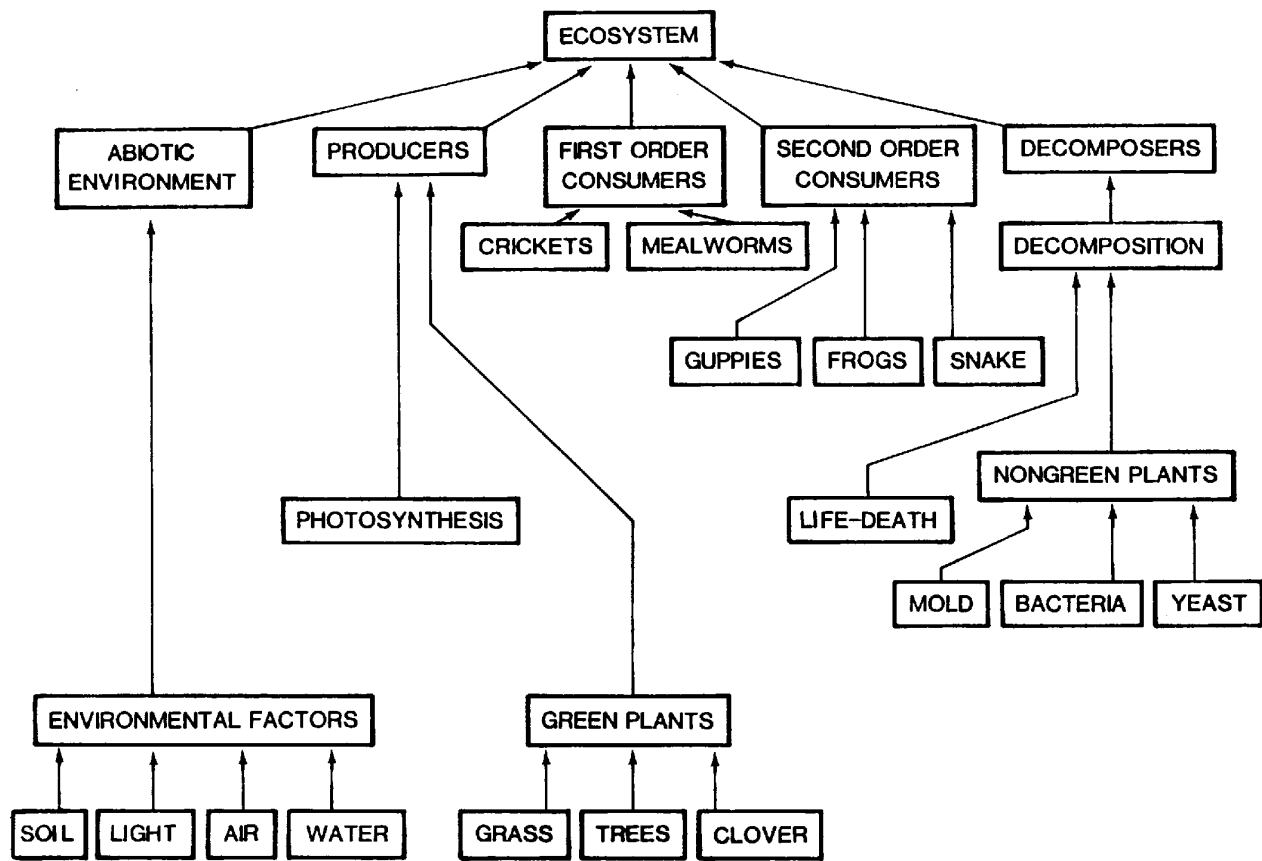 ECOSYSTEM
ABIOTIC
ENVIRONMENT
PRODUCERS
FIRST ORDER
CONSUMERS
SECOND ORDER
CONSUMERS
DECOMPOSERS
CRICKETS
MEALWORMS
DECOMPOSITION
GUPPIES
FROGS
SNAKE
NONGREEN PLANTS
PHOTOSYNTHESIS
LIFE-DEATH
MOLD
BACTERIA
YEAST
ENVIRONMENTAL FACTORS
GREEN PLANTS
SOIL
LIGHT
AIR
WATER
GRASS
TREES
CLOVER